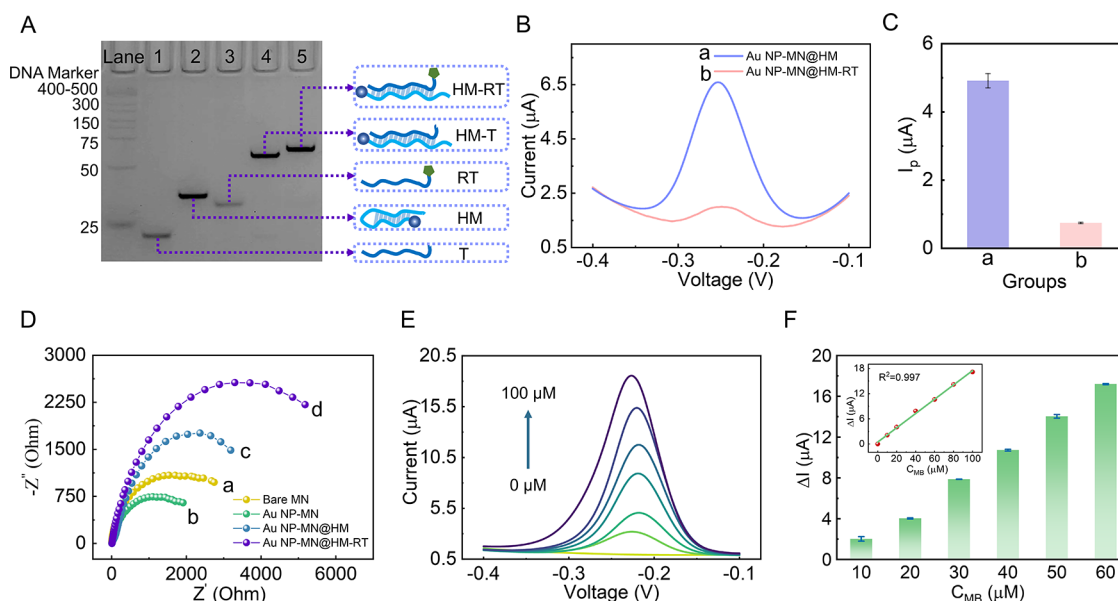 A
Lane 1 2 3 4 5
DNA Marker
400-500
300
150
75
50
25
HM-RT
HM-T
RT
HM
T
B
a Au NP-MN@HM
b Au NP-MN@HM-RT
Current (μA)
6.5
4.5
2.5
0.5
-0.4 -0.3 -0.2 -0.1
Voltage (V)
C
Ip (μA)
6
4
2
0
a b
Groups
D
-Z'' (Ohm)
3000
2250
1500
750
0
d
c
a
b
Bare MN
Au NP-MN
Au NP-MN@HM
Au NP-MN@HM-RT
0 2000 4000 6000
Z' (Ohm)
E
Current (μA)
20.5
15.5
10.5
5.5
0.5
100 μM
0 μM
-0.4 -0.3 -0.2 -0.1
Voltage (V)
F
ΔI (μA)
20
16
12
8
4
0
R²=0.997
ΔI (μA)
18
12
6
0
0 20 40 60 80 100
CMB (μM)
10 20 30 40 50 60
CMB (μM)